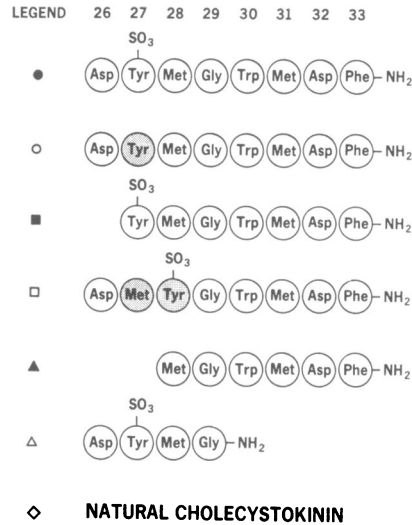 LEGEND 26 27 28 29 30 31 32 33
SO3
Asp Tyr Met Gly Trp Met Asp Phe NH2
Asp Tyr Met Gly Trp Met Asp Phe NH2
SO3
Tyr Met Gly Trp Met Asp Phe NH2
SO3
Asp Met Tyr Gly Trp Met Asp Phe NH2
Met Gly Trp Met Asp Phe NH2
SO3
Asp Tyr Met Gly NH2
NATURAL CHOLECYSTOKININ